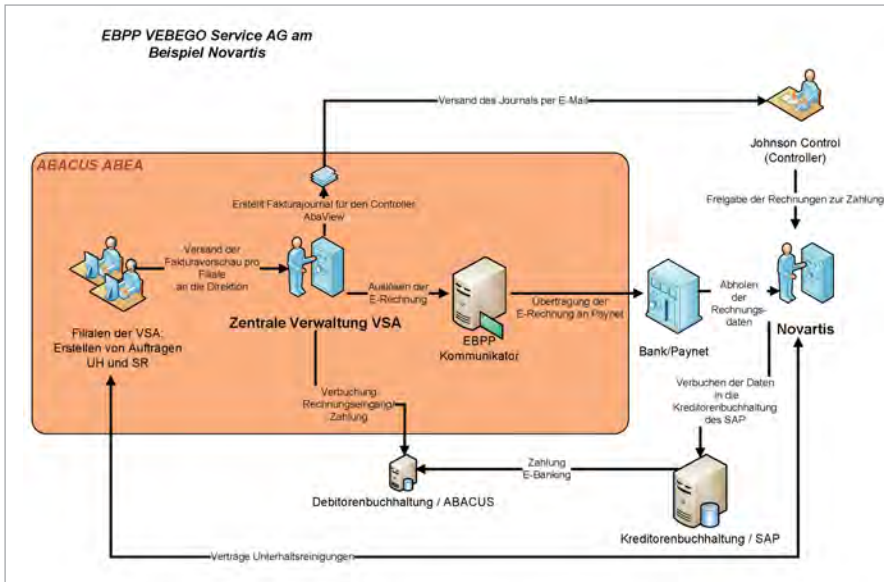 EBPP VEBEGO Service AG am
Beispiel Novartis
Versand des Journals per E-Mail
Johnson Control
(Controller)
ABACUS ABEA
Erstellt Fakturajournal für den Controller
AbaView
Freigabe der Rechnungen zur Zahlung
Versand der
Fakturavorschau pro
Filiale
an die Direktion
Auslösen der
E-Rechnung
Übertragung der
E-Rechnung an Paynet
Abholen
der
Rechnungs-
daten
Filialen der VSA:
Erstellen von Aufträgen
UH und SR
Zentrale Verwaltung VSA
EBPP
Kommunikator
Bank/Paynet
Novartis
Verbuchung
Rechnungseingang/
Zahlung
Verbuchen der Daten
in die
Kreditorenbuchhaltung
des SAP
Zahlung
E-Banking
Debitorenbuchhaltung / ABACUS
Kreditorenbuchhaltung / SAP
Verträge Unterhaltsreinigungen